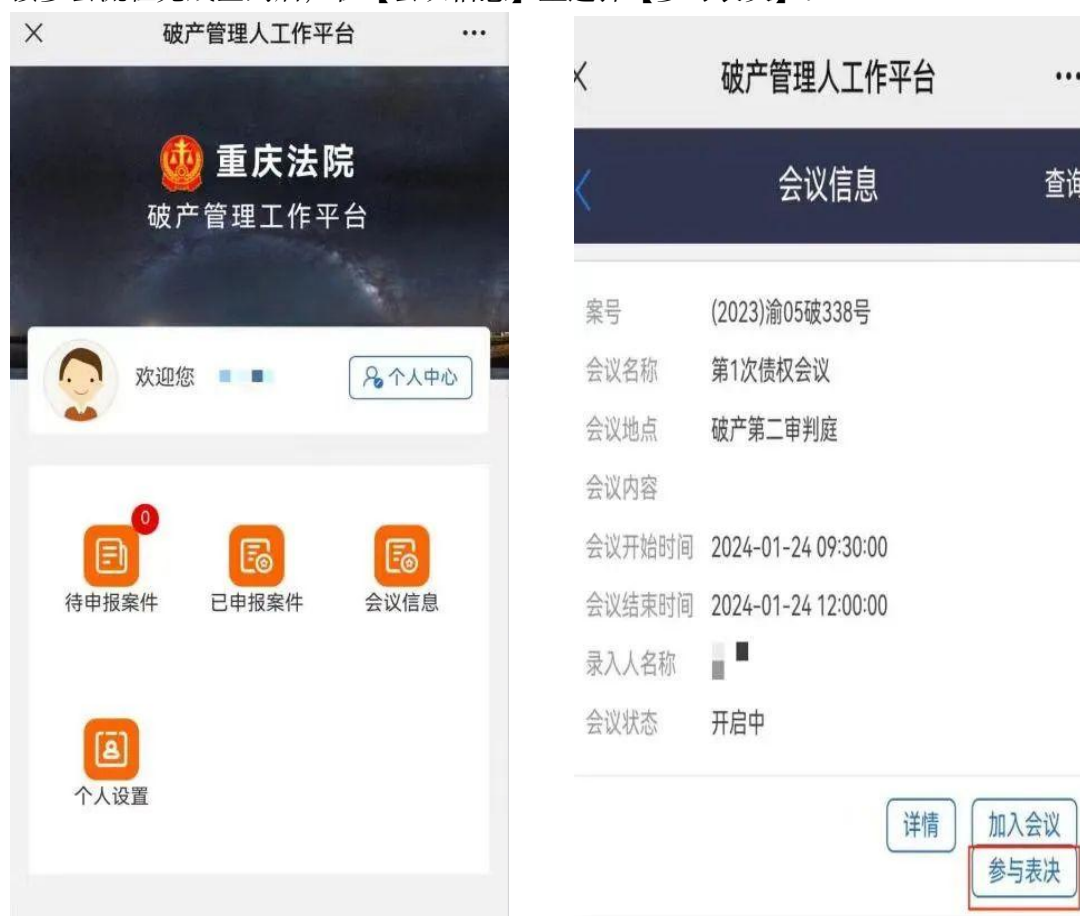 破产管理人工作平台
重庆法院
破产管理工作平台
欢迎您
个人中心
0
待申报案件
已申报案件
会议信息
个人设置
破产管理人工作平台
会议信息
查询
案号 (2023)渝05破338号
会议名称 第1次债权会议
会议地点 破产第二审判庭
会议内容
会议开始时间 2024-01-24 09:30:00
会议结束时间 2024-01-24 12:00:00
录入人名称
会议状态 开启中
详情
加入会议
参与表决